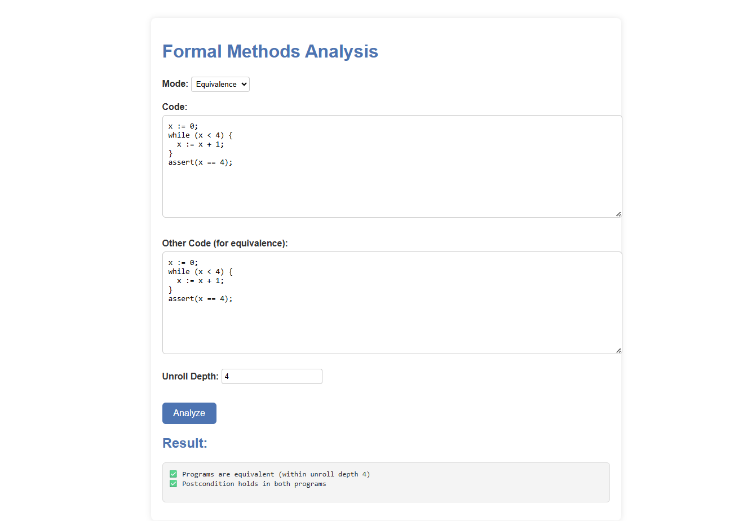 Formal Methods Analysis
Mode: Equivalence
Code:
x := 0;
while (x < 4) {
  x := x + 1;
}
assert(x == 4);
Other Code (for equivalence):
x := 0;
while (x < 4) {
  x := x + 1;
}
assert(x == 4);
Unroll Depth: 4
Analyze
Result:
✅ Programs are equivalent (within unroll depth 4)
✅ Postcondition holds in both programs